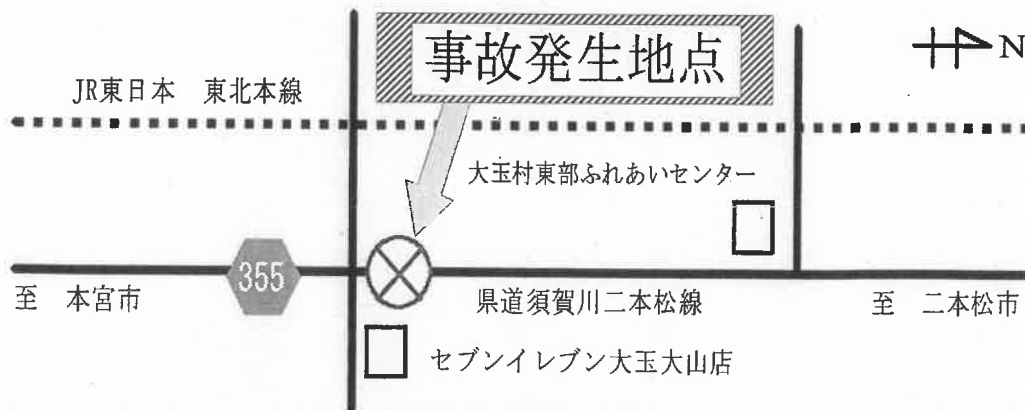 事故発生地点
N
JR東日本　東北本線
大玉村東部ふれあいセンター
355
至　本宮市
県道須賀川二本松線
至　二本松市
セブンイレブン大玉大山店